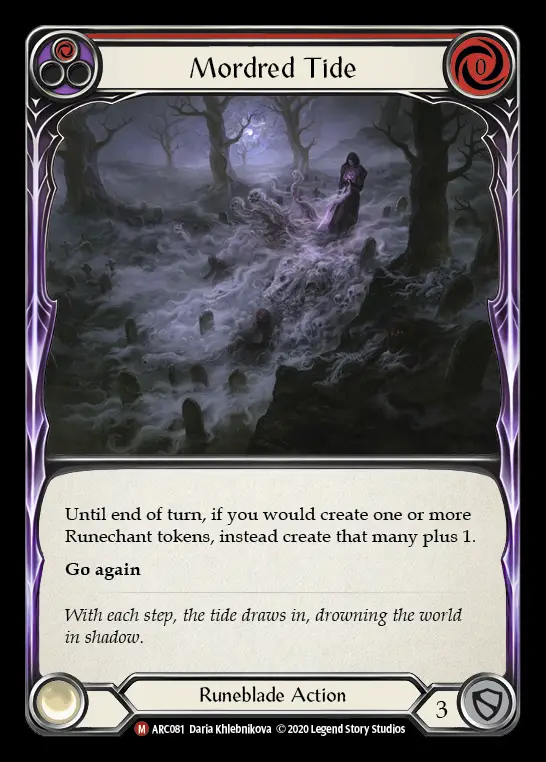 Mordred Tide
0
Until end of turn, if you would create one or more
Runechant tokens, instead create that many plus 1.
Go again
With each step, the tide draws in, drowning the world
in shadow.
Runeblade Action
3
M ARC081 Daria Khlebnikova © 2020 Legend Story Studios